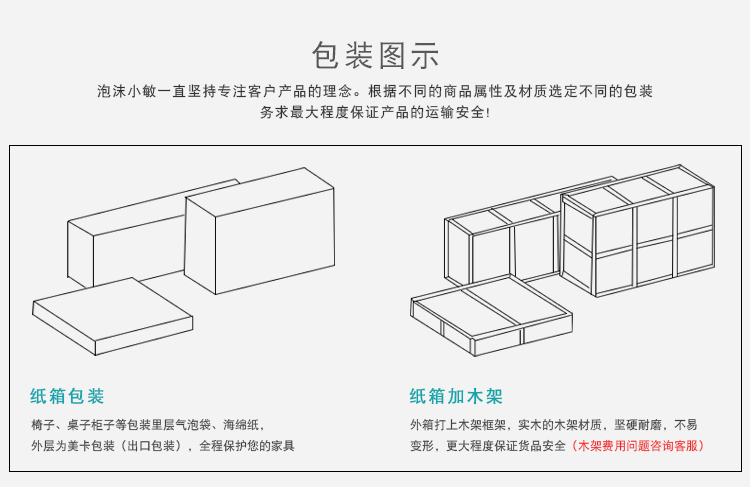 包装图示
泡沫小敏一直坚持专注客户产品的理念。根据不同的商品属性及材质选定不同的包装
务求最大程度保证产品的运输安全!
纸箱包装
椅子、桌子柜子等包装里层气泡袋、海绵纸，
外层为美卡包装（出口包装），全程保护您的家具
纸箱加木架
外箱打上木架框架，实木的木架材质，坚硬耐磨，不易
变形，更大程度保证货品安全（木架费用问题咨询客服）